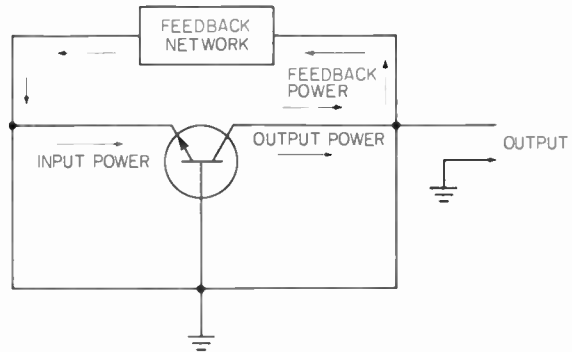 FEEDBACK
NETWORK
FEEDBACK
POWER
INPUT POWER
OUTPUT POWER
OUTPUT